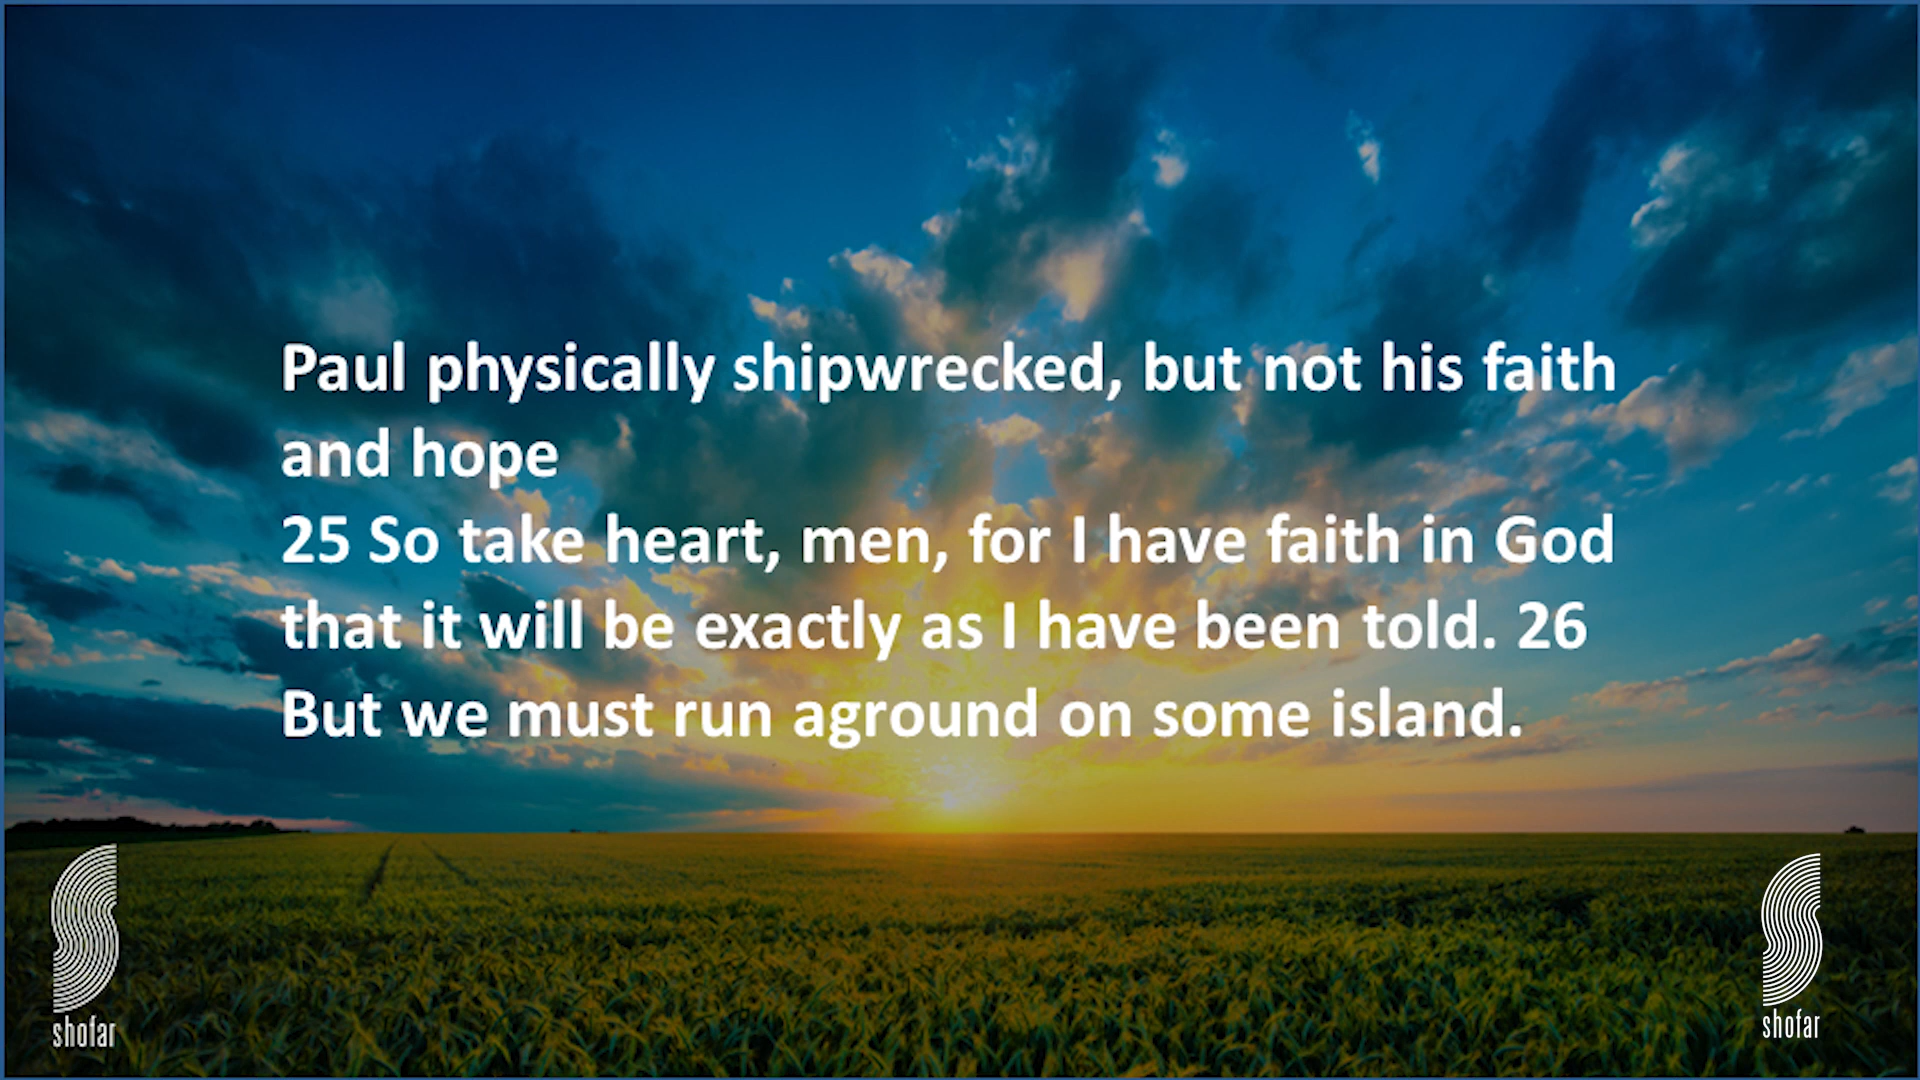 Paul physically shipwrecked, but not his faith
and hope
25 So take heart, men, for I have faith in God
that it will be exactly as I have been told. 26
But we must run aground on some island.
shofar
shofar